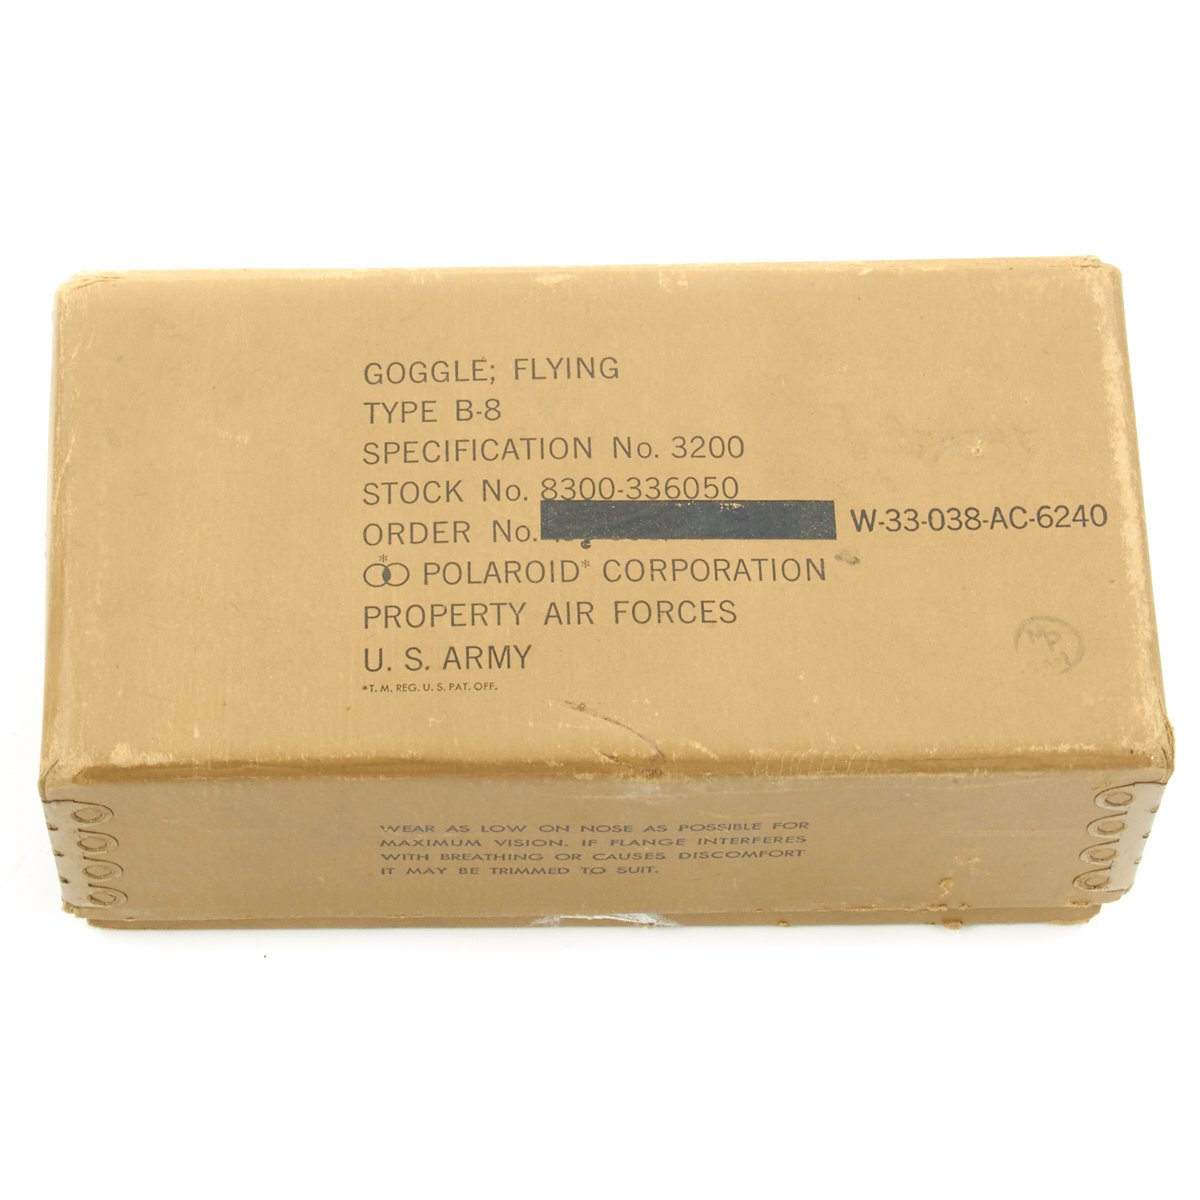 GOGGLE; FLYING
TYPE B-8
SPECIFICATION No. 3200
STOCK No. 8300-336050
ORDER No. W-33-038-AC-6240
POLAROID* CORPORATION
PROPERTY AIR FORCES
U. S. ARMY
*T. M. REG. U. S. PAT. OFF.
WEAR AS LOW ON NOSE AS POSSIBLE FOR
MAXIMUM VISION. IF FLANGE INTERFERES
WITH BREATHING OR CAUSES DISCOMFORT
IT MAY BE TRIMMED TO SUIT.